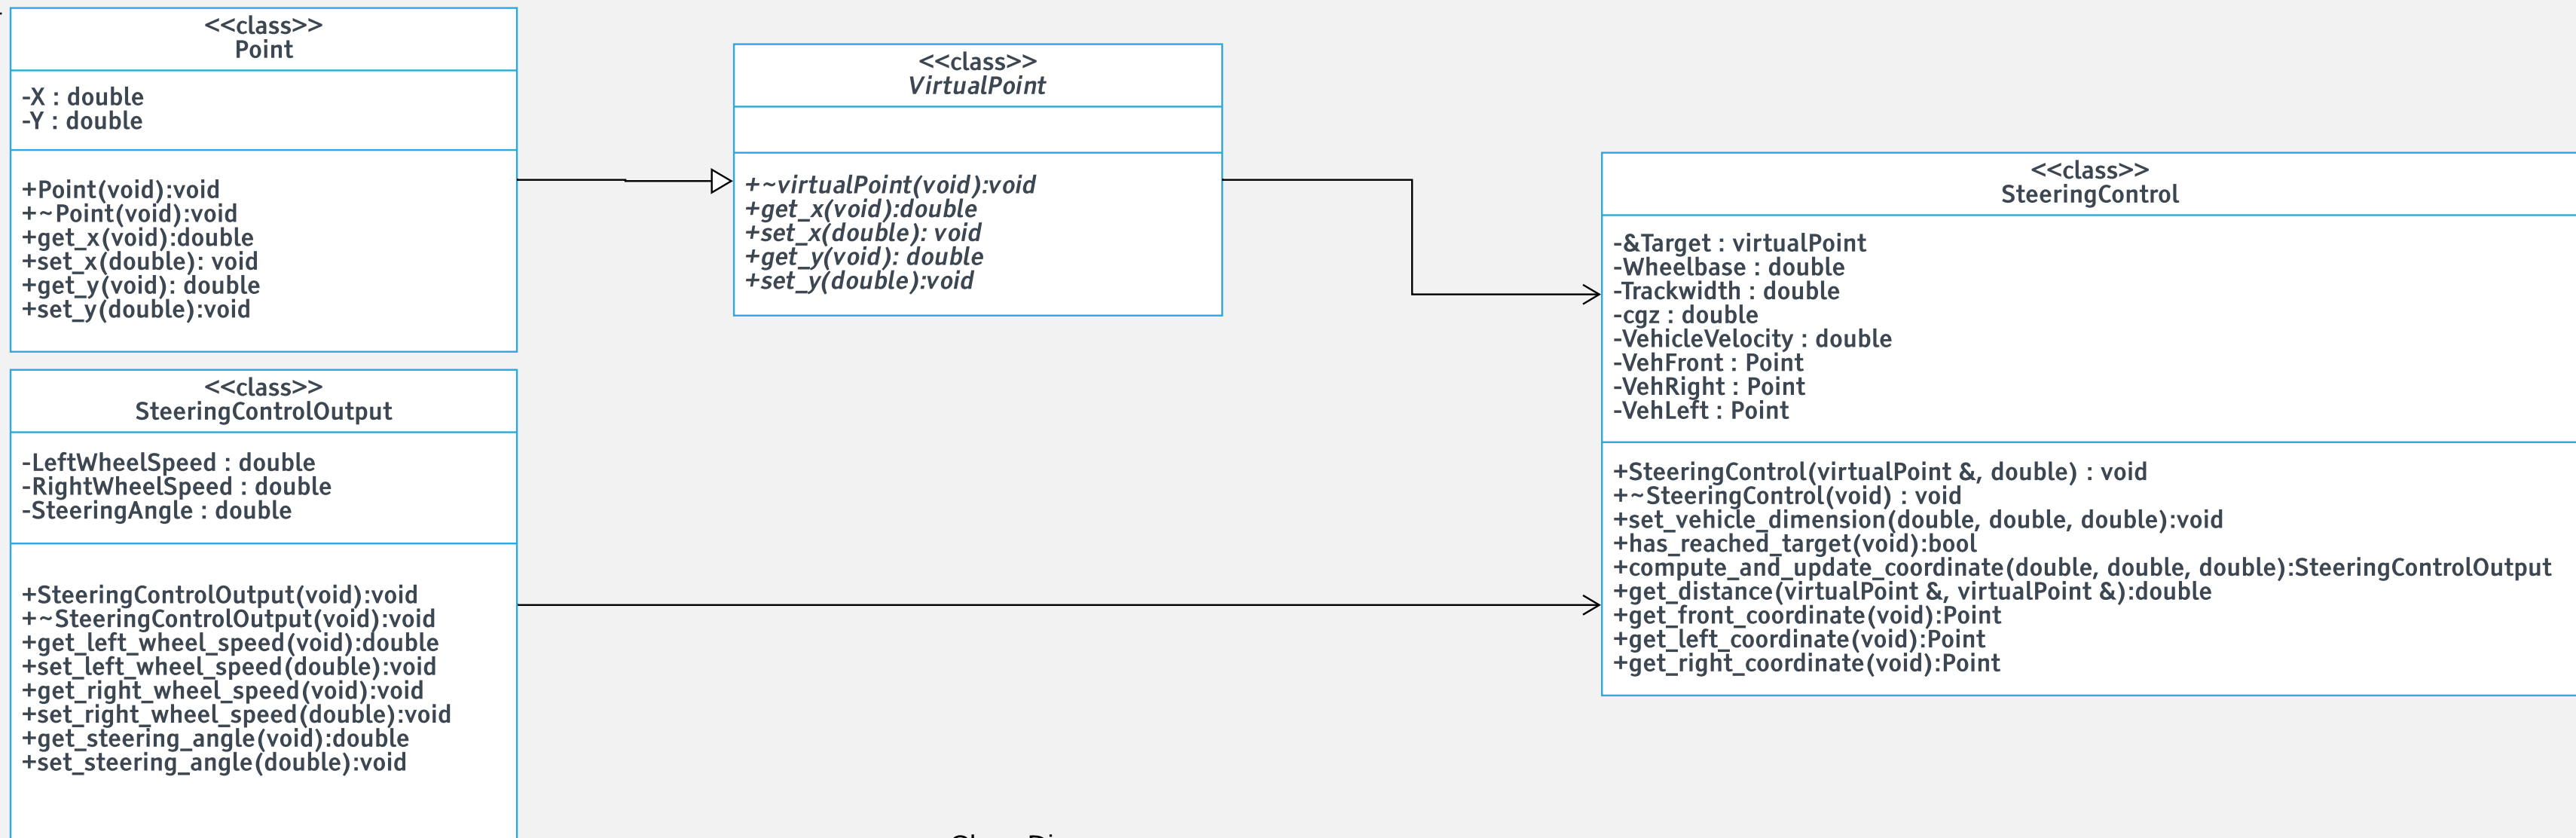 <<class>>
Point
-X : double
-Y : double
+Point(void):void
+~Point(void):void
+get_x(void):double
+set_x(double): void
+get_y(void): double
+set_y(double):void
<<class>>
VirtualPoint
+~virtualPoint(void):void
+get_x(void):double
+set_x(double): void
+get_y(void): double
+set_y(double):void
<<class>>
SteeringControl
-&Target : virtualPoint
-Wheelbase : double
-Trackwidth : double
-cgz : double
-VehicleVelocity : double
-VehFront : Point
-VehRight : Point
-VehLeft : Point
+SteeringControl(virtualPoint &, double) : void
+~SteeringControl(void) : void
+set_vehicle_dimension(double, double, double):void
+has_reached_target(void):bool
+compute_and_update_coordinate(double, double, double):SteeringControlOutput
+get_distance(virtualPoint &, virtualPoint &):double
+get_front_coordinate(void):Point
+get_left_coordinate(void):Point
+get_right_coordinate(void):Point
<<class>>
SteeringControlOutput
-LeftWheelSpeed : double
-RightWheelSpeed : double
-SteeringAngle : double
+SteeringControlOutput(void):void
+~SteeringControlOutput(void):void
+get_left_wheel_speed(void):double
+set_left_wheel_speed(double):void
+get_right_wheel_speed(void):void
+set_right_wheel_speed(double):void
+get_steering_angle(void):double
+set_steering_angle(double):void